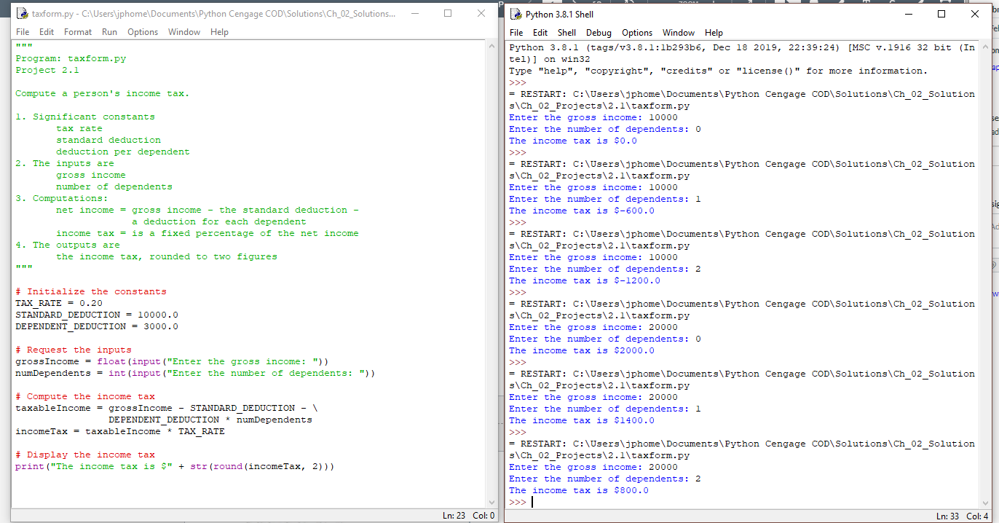 taxform.py - C:\Users\jphome\Documents\Python Cengage COD\Solutions\Ch_02_Solutions...
File Edit Format Run Options Window Help
"""
Program: taxform.py
Project 2.1

Compute a person's income tax.

1. Significant constants
       tax rate
       standard deduction
       deduction per dependent
2. The inputs are
       gross income
       number of dependents
3. Computations:
       net income = gross income - the standard deduction -
                    a deduction for each dependent
       income tax = is a fixed percentage of the net income
4. The outputs are
       the income tax, rounded to two figures
"""

# Initialize the constants
TAX_RATE = 0.20
STANDARD_DEDUCTION = 10000.0
DEPENDENT_DEDUCTION = 3000.0

# Request the inputs
grossIncome = float(input("Enter the gross income: "))
numDependents = int(input("Enter the number of dependents: "))

# Compute the income tax
taxableIncome = grossIncome - STANDARD_DEDUCTION - \
                DEPENDENT_DEDUCTION * numDependents
incomeTax = taxableIncome * TAX_RATE

# Display the income tax
print("The income tax is $" + str(round(incomeTax, 2)))
Ln: 23 Col: 0
Python 3.8.1 Shell
File Edit Shell Debug Options Window Help
Python 3.8.1 (tags/v3.8.1:1b293b6, Dec 18 2019, 22:39:24) [MSC v.1916 32 bit (In
tel)] on win32
Type "help", "copyright", "credits" or "license()" for more information.
>>>
= RESTART: C:\Users\jphome\Documents\Python Cengage COD\Solutions\Ch_02_Solution
s\Ch_02_Projects\2.1\taxform.py
Enter the gross income: 10000
Enter the number of dependents: 0
The income tax is $0.0
>>>
= RESTART: C:\Users\jphome\Documents\Python Cengage COD\Solutions\Ch_02_Solution
s\Ch_02_Projects\2.1\taxform.py
Enter the gross income: 10000
Enter the number of dependents: 1
The income tax is $-600.0
>>>
= RESTART: C:\Users\jphome\Documents\Python Cengage COD\Solutions\Ch_02_Solution
s\Ch_02_Projects\2.1\taxform.py
Enter the gross income: 10000
Enter the number of dependents: 2
The income tax is $-1200.0
>>>
= RESTART: C:\Users\jphome\Documents\Python Cengage COD\Solutions\Ch_02_Solution
s\Ch_02_Projects\2.1\taxform.py
Enter the gross income: 20000
Enter the number of dependents: 0
The income tax is $2000.0
>>>
= RESTART: C:\Users\jphome\Documents\Python Cengage COD\Solutions\Ch_02_Solution
s\Ch_02_Projects\2.1\taxform.py
Enter the gross income: 20000
Enter the number of dependents: 1
The income tax is $1400.0
>>>
= RESTART: C:\Users\jphome\Documents\Python Cengage COD\Solutions\Ch_02_Solution
s\Ch_02_Projects\2.1\taxform.py
Enter the gross income: 20000
Enter the number of dependents: 2
The income tax is $800.0
>>>
Ln: 33 Col: 4